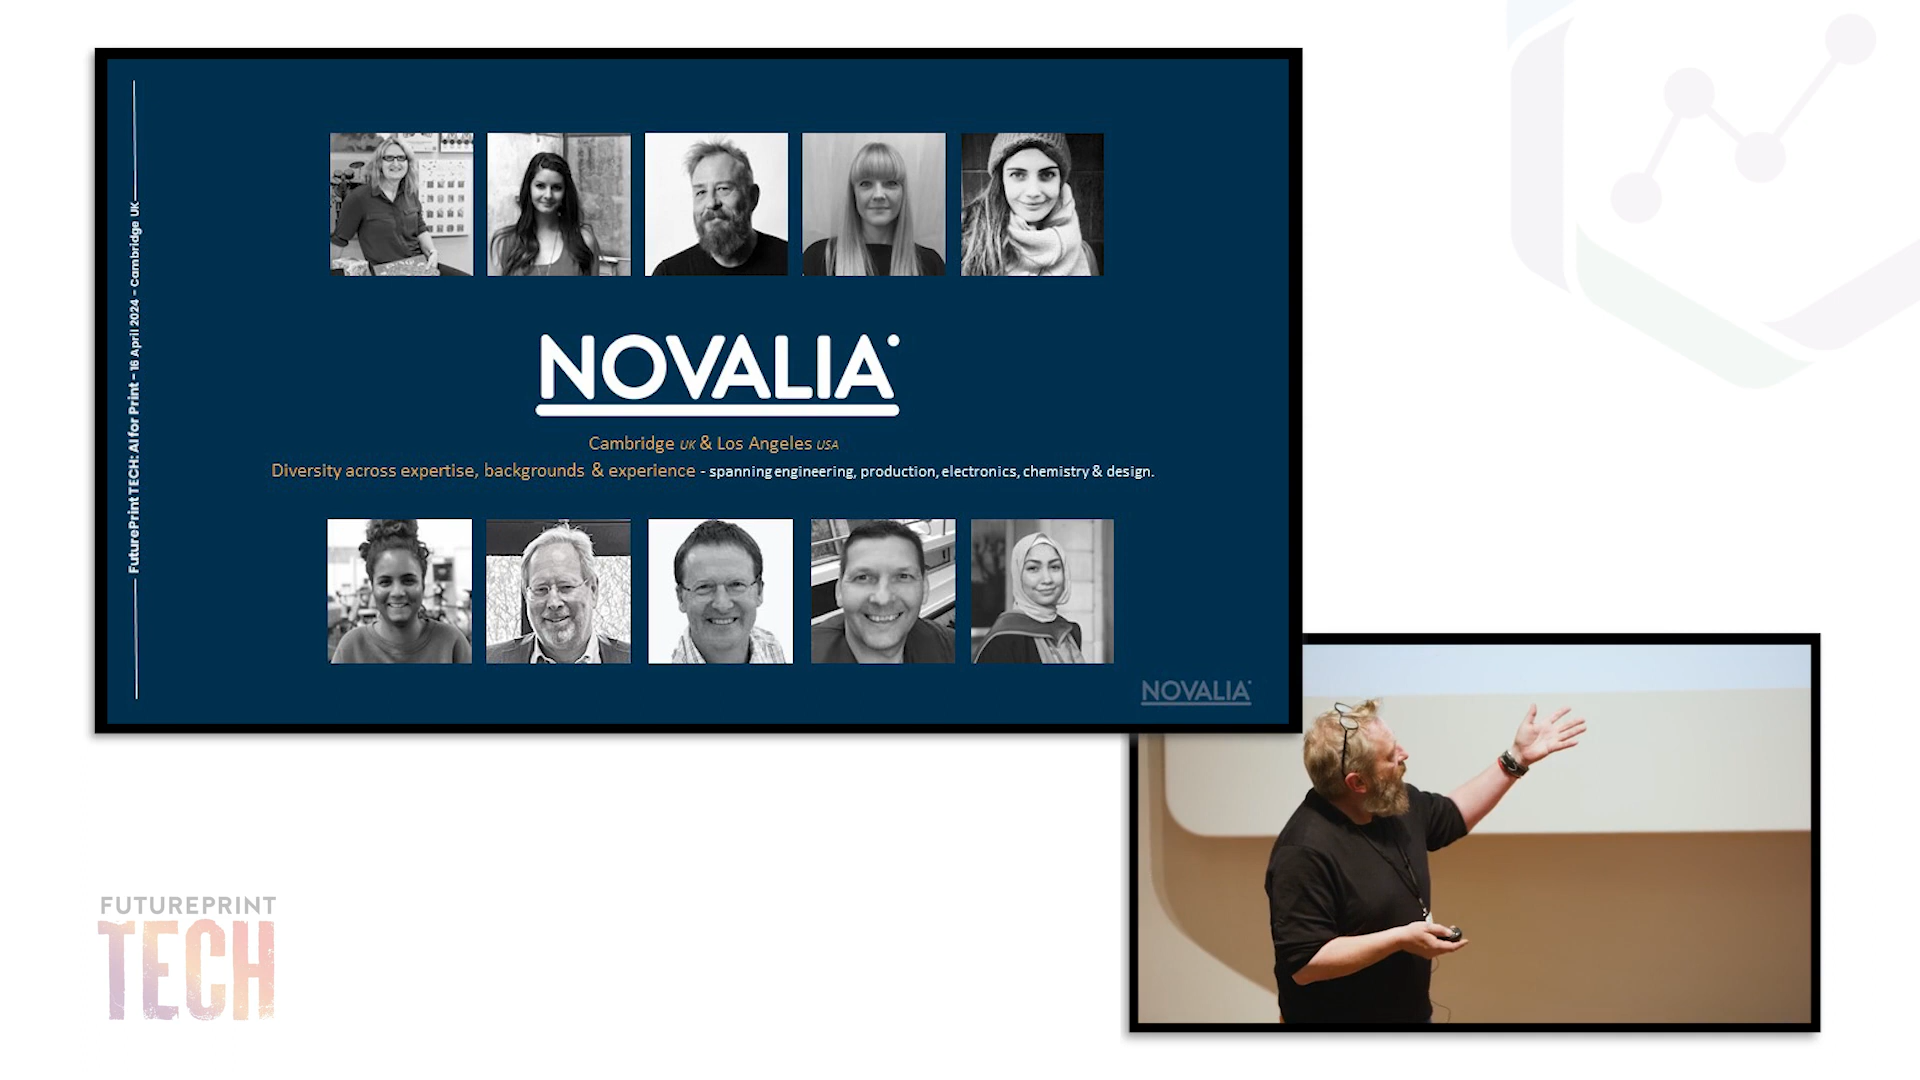 FuturePrint TECH: AI for Print – 16 April 2024 - Cambridge UK
NOVALIA
Cambridge UK & Los Angeles USA
Diversity across expertise, backgrounds & experience - spanning engineering, production, electronics, chemistry & design.
NOVALIA
FUTUREPRINT
TECH